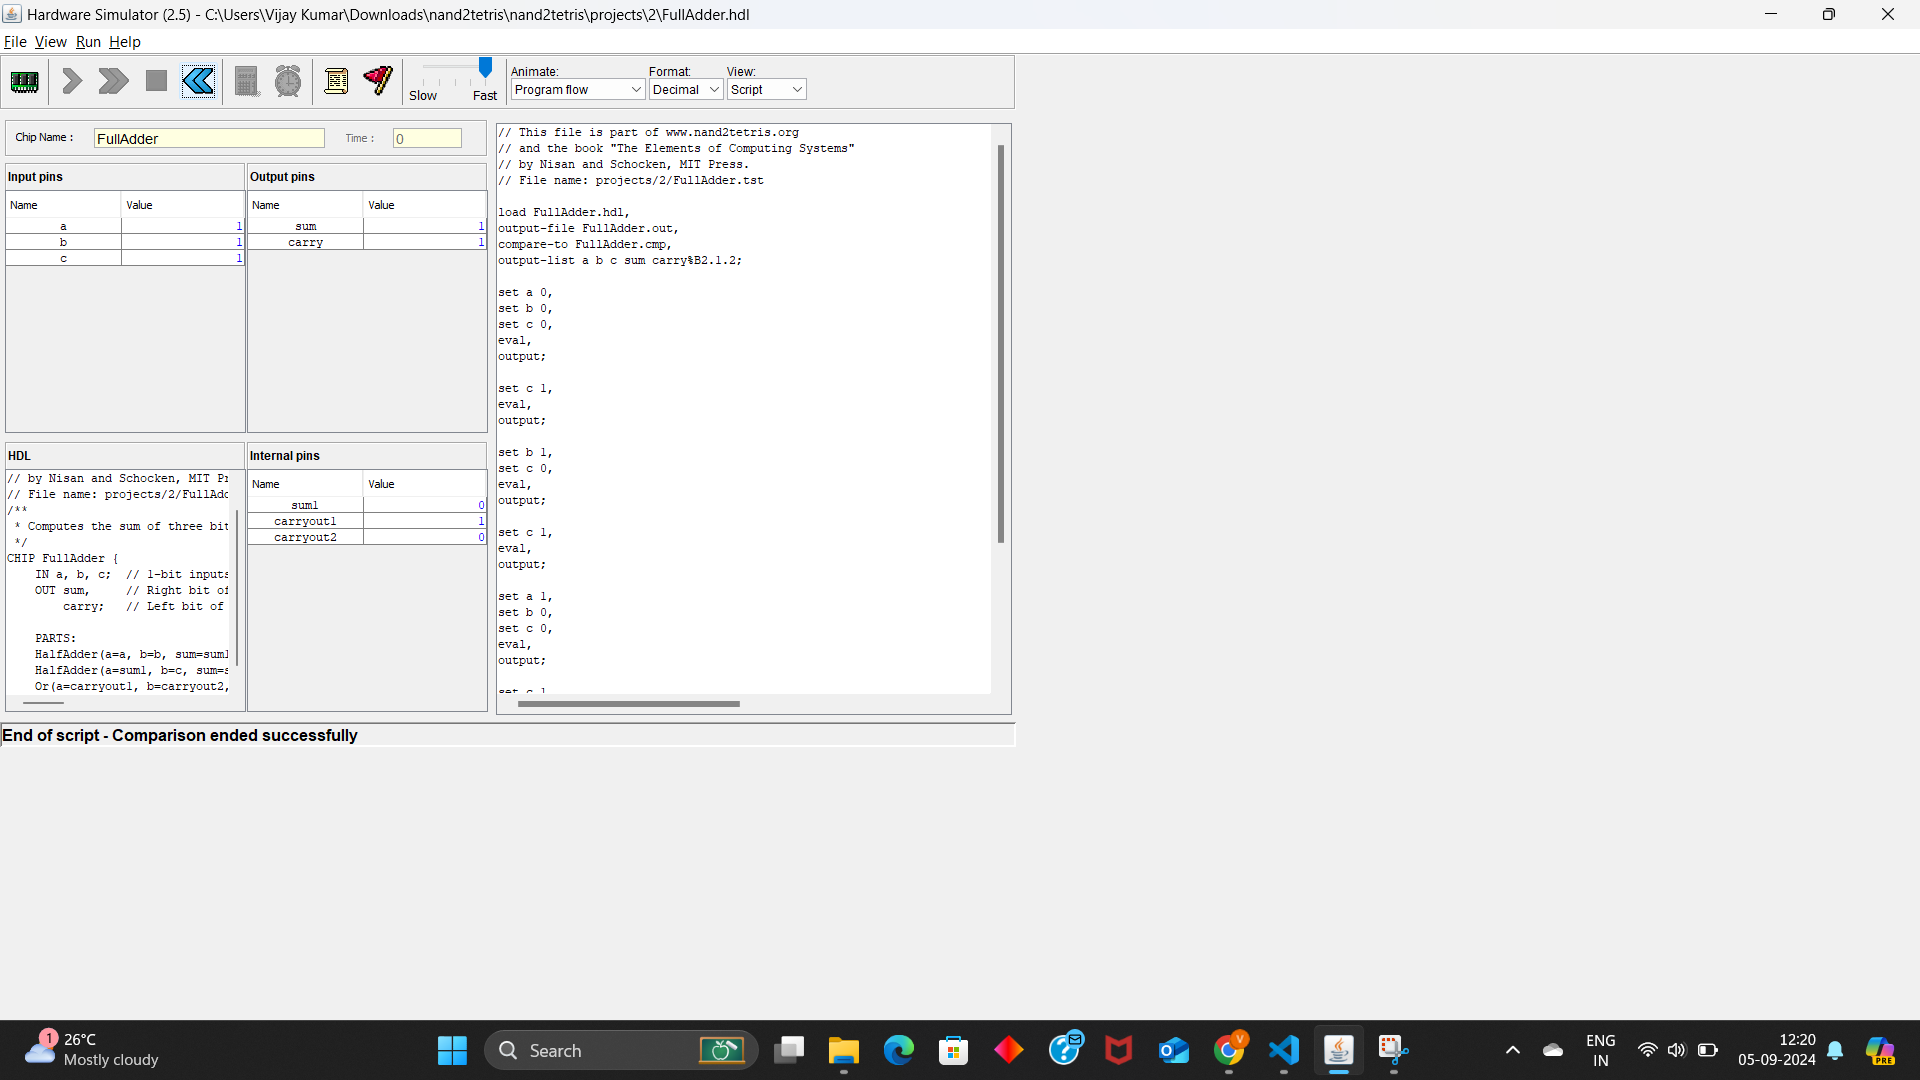 Hardware Simulator (2.5) - C:\Users\Vijay Kumar\Downloads\nand2tetris\nand2tetris\projects\2\FullAdder.hdl
File View Run Help
Slow Fast
Animate: Format: View:
Program flow Decimal Script
Chip Name : FullAdder Time : 0
Input pins
Name Value
a 1
b 1
c 1
Output pins
Name Value
sum 1
carry 1
HDL
// by Nisan and Schocken, MIT Pr
// File name: projects/2/FullAdd
/**
* Computes the sum of three bit
*/
CHIP FullAdder {
IN a, b, c; // 1-bit inputs
OUT sum, // Right bit of
carry; // Left bit of
PARTS:
HalfAdder(a=a, b=b, sum=sum1
HalfAdder(a=sum1, b=c, sum=s
Or(a=carryout1, b=carryout2,
Internal pins
Name Value
sum1 0
carryout1 1
carryout2 0
// This file is part of www.nand2tetris.org
// and the book "The Elements of Computing Systems"
// by Nisan and Schocken, MIT Press.
// File name: projects/2/FullAdder.tst
load FullAdder.hdl,
output-file FullAdder.out,
compare-to FullAdder.cmp,
output-list a b c sum carry%B2.1.2;
set a 0,
set b 0,
set c 0,
eval,
output;
set c 1,
eval,
output;
set b 1,
set c 0,
eval,
output;
set c 1,
eval,
output;
set a 1,
set b 0,
set c 0,
eval,
output;
set c 1
End of script - Comparison ended successfully
1
26°C
Mostly cloudy
Search
V
ENG
IN
12:20
05-09-2024
PRE